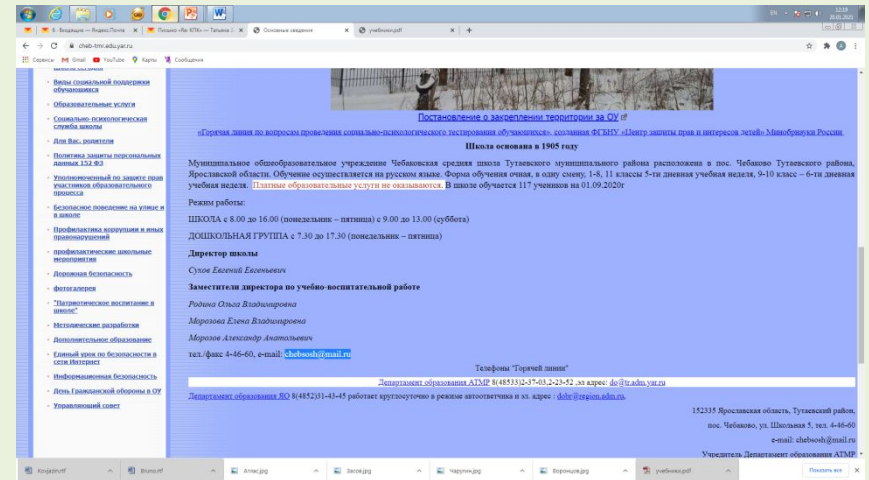 EN
12:19
20.01.2021
6 · Входящие — Яндекс.Почта
Письмо «Re: КПК» — Татьяна
Основные сведения
учебники.pdf
cheb-tmr.edu.yar.ru
Сервисы
Gmail
YouTube
Карты
Сообщения
Виды социальной поддержки
обучающихся
Образовательные услуги
Социально-психологическая
служба школы
Для Вас, родители
Политика защиты персональных
данных 152 ФЗ
Уполномоченный по защите прав
участников образовательного
процесса
Безопасное поведение на улице и
в школе
Профилактика коррупции и иных
правонарушений
профилактические школьные
мероприятия
Дорожная безопасность
фотогалерея
"Патриотическое воспитание в
школе"
Методические разработки
Дополнительное образование
Единый урок по безопасности в
сети Интернет
Информационная безопасность
День Гражданской обороны в ОУ
Управляющий совет
Постановление о закреплении территории за ОУ
«Горячая линия по вопросам проведения социально-психологического тестирования обучающихся», созданная ФГБНУ «Центр защиты прав и интересов детей» Минобрнауки России.
Школа основана в 1905 году
Муниципальное общеобразовательное учреждение Чебаковская средняя школа Тутаевского муниципального района расположена в пос. Чебаково Тутаевского района,
Ярославской области. Обучение осуществляется на русском языке. Форма обучения очная, в одну смену, 1-8, 11 классы 5-ти дневная учебная неделя, 9-10 класс – 6-ти дневная
учебная неделя. Платные образовательные услуги не оказываются. В школе обучается 117 учеников на 01.09.2020г
Режим работы:
ШКОЛА с 8.00 до 16.00 (понедельник – пятница) с 9.00 до 13.00 (суббота)
ДОШКОЛЬНАЯ ГРУППА с 7.30 до 17.30 (понедельник – пятница)
Директор школы
Сухов Евгений Евгеньевич
Заместители директора по учебно-воспитательной работе
Родина Ольга Владимировна
Морозова Елена Владимировна
Морозов Александр Анатольевич
тел./факс 4-46-60, e-mail: chebsosh@mail.ru
Телефоны "Горячей линии"
Департамент образования АТМР 8(48533)2-37-03,2-23-52 ,эл адрес: do@tr.adm.yar.ru
Департамент образования ЯО 8(4852)31-43-45 работает круглосуточно в режиме автоответчика и эл. адрес : dobr@region.adm.ru,
152335 Ярославская область, Тутаевский район,
пос. Чебаково, ул. Школьная 5, тел. 4-46-60
e-mail: chebsosh@mail.ru
Учредитель Департамент образования АТМР
Korjazin.rtf
Bruno.rtf
Атлас.jpg
Засов.jpg
Чарупин.jpg
Воронцов.jpg
учебники.pdf
Показать все